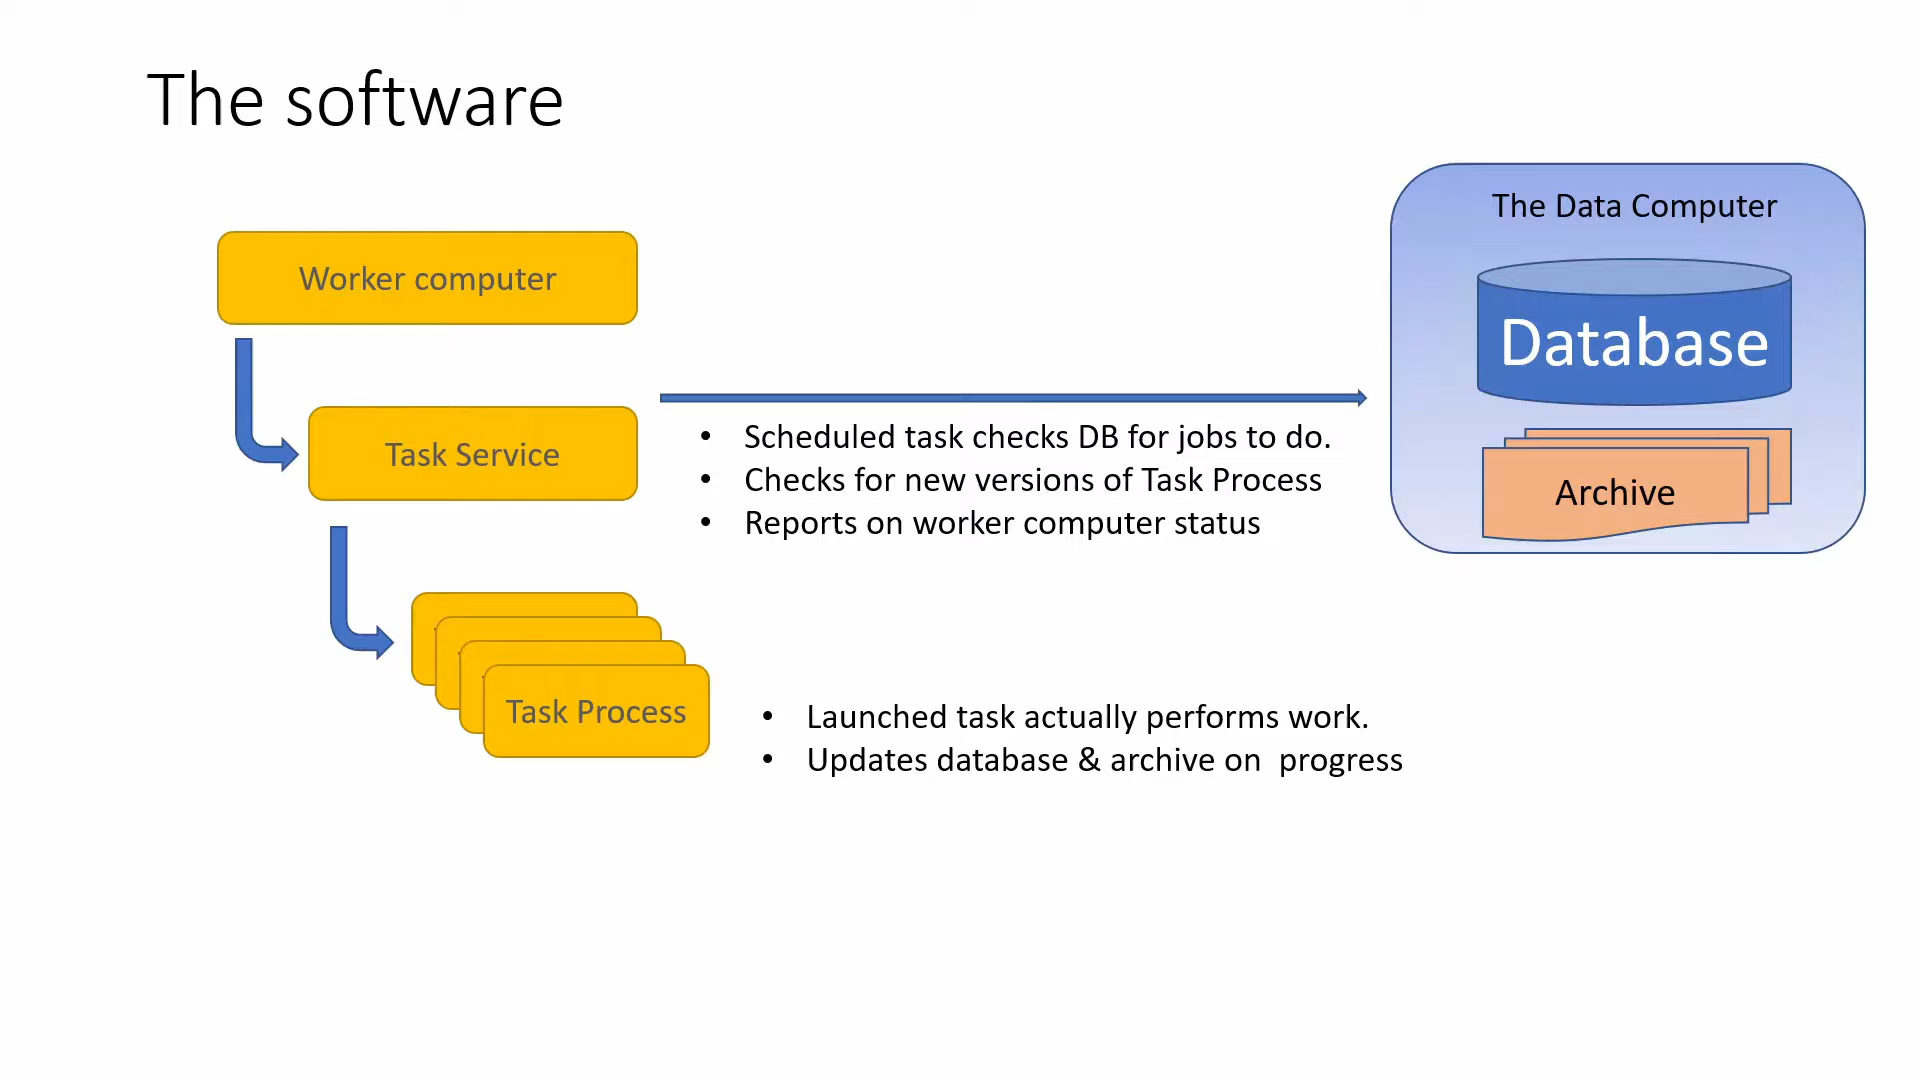 The software
The Data Computer
Worker computer
Database
Task Service
• Scheduled task checks DB for jobs to do.
• Checks for new versions of Task Process
• Reports on worker computer status
Archive
Task Process
• Launched task actually performs work.
• Updates database & archive on  progress